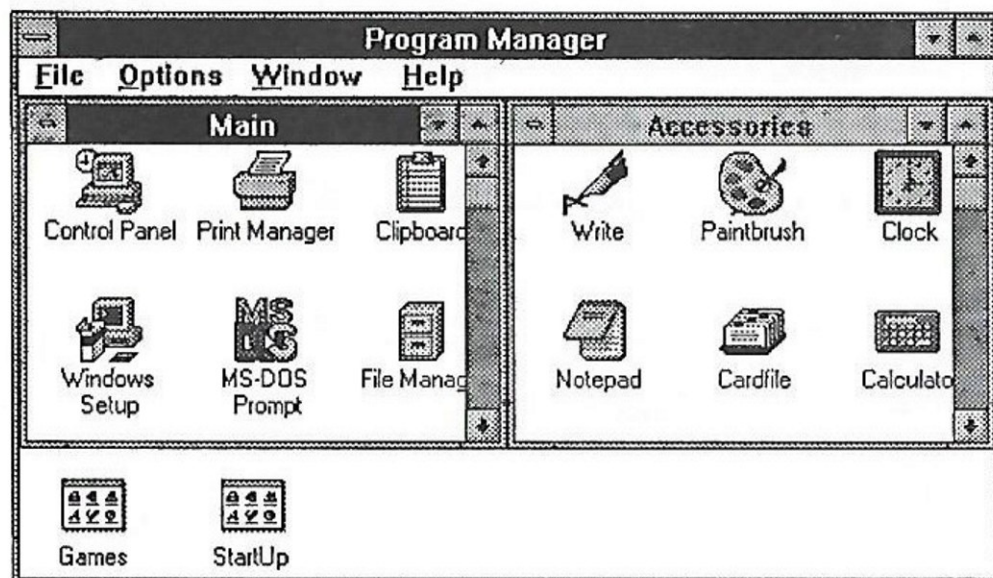 Program Manager
File Options Window Help
Main
Control Panel Print Manager Clipboard
Windows Setup
MS-DOS Prompt
File Manag
Accessories
Write Paintbrush Clock
Notepad Cardfile Calculato
Games StartUp